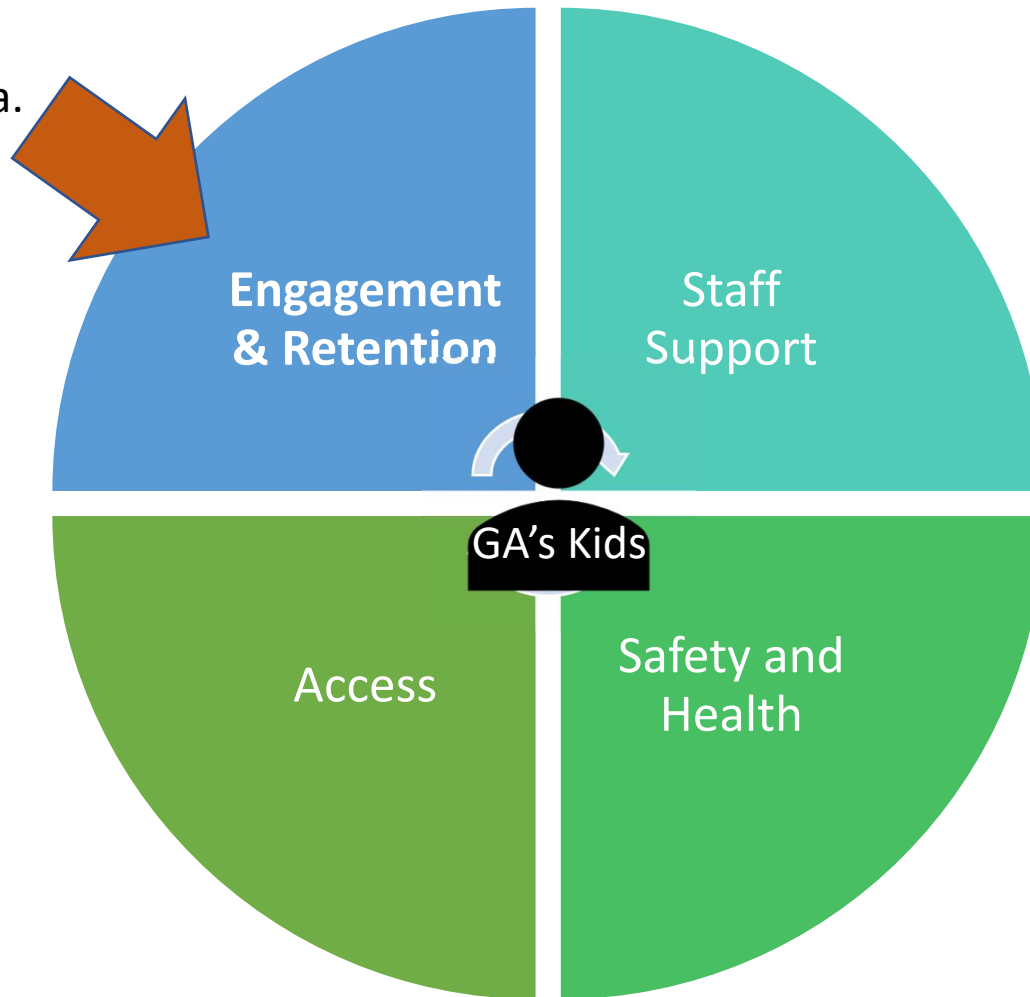 a.
Engagement
& Retention
Staff
Support
GA’s Kids
Access
Safety and
Health